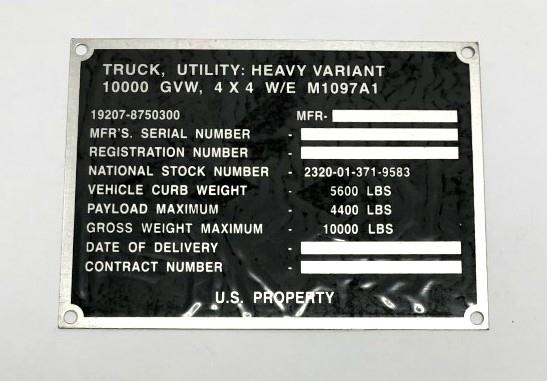 TRUCK, UTILITY: HEAVY VARIANT
10000 GVW, 4 X 4 W/E M1097A1
19207-8750300 MFR-
MFR'S. SERIAL NUMBER -
REGISTRATION NUMBER -
NATIONAL STOCK NUMBER - 2320-01-371-9583
VEHICLE CURB WEIGHT - 5600 LBS
PAYLOAD MAXIMUM - 4400 LBS
GROSS WEIGHT MAXIMUM - 10000 LBS
DATE OF DELIVERY -
CONTRACT NUMBER -
U.S. PROPERTY